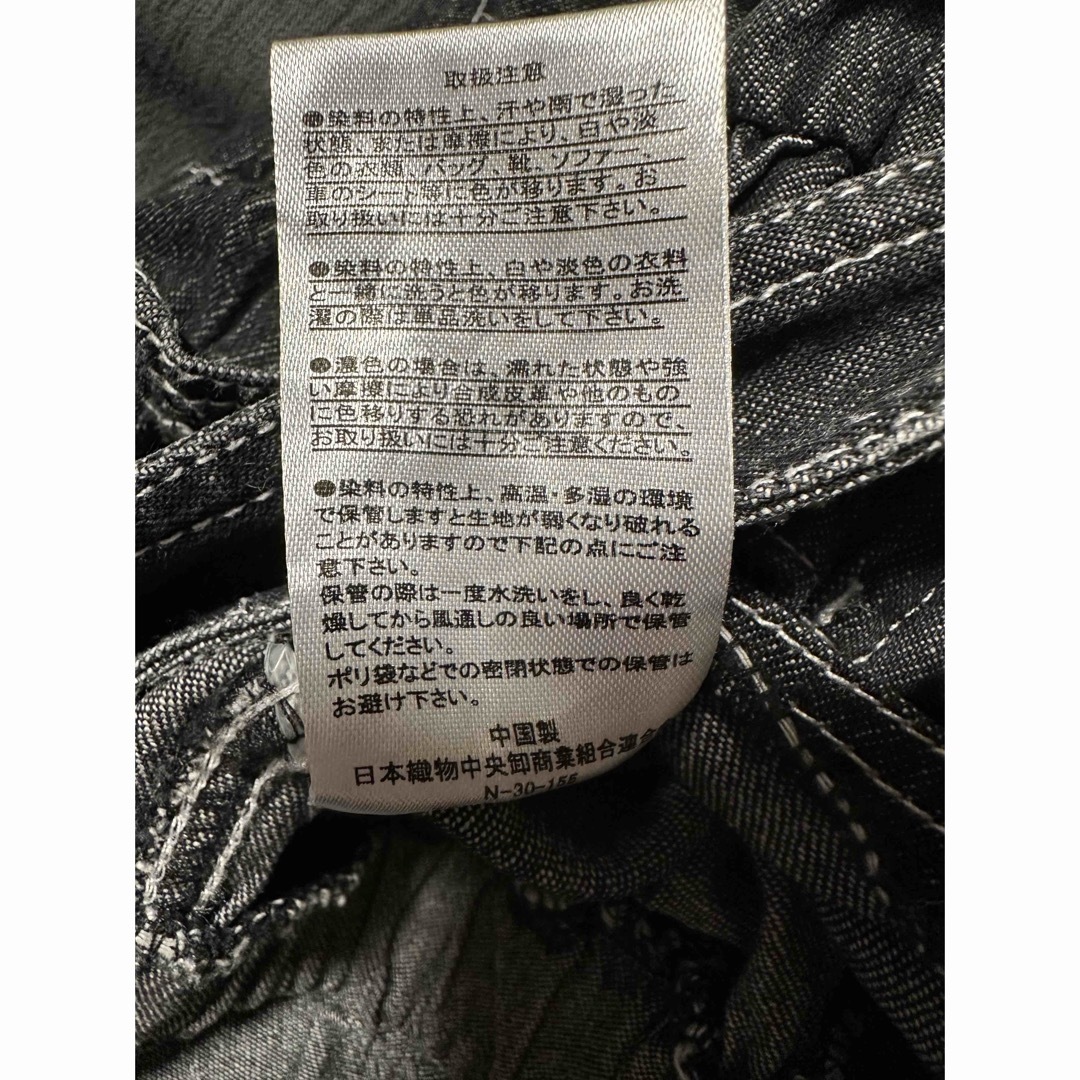 取扱注意
●染料の特性上、汗や雨で湿った
状態、または摩擦により、白や淡
色の衣類、バッグ、靴、ソファー、
革のシート等に色が移ります。お
取り扱いには十分ご注意下さい。
●染料の特性上、白や淡色の衣料
と一緒に洗うと色が移ります。お洗
濯の際は単品洗いをして下さい。
●濃色の場合は、濡れた状態や強
い摩擦により合成皮革や他のもの
に色移りする恐れがありますので、
お取り扱いには十分ご注意ください。
●染料の特性上、高温・多湿の環境
で保管しますと生地が弱くなり破れる
ことがありますので下記の点にご注
意下さい。
保管の際は一度水洗いをし、良く乾
燥してから風通しの良い場所で保管
してください。
ポリ袋などでの密閉状態での保管は
お避け下さい。
中国製
日本織物中央卸商業組合連合
N-30-155